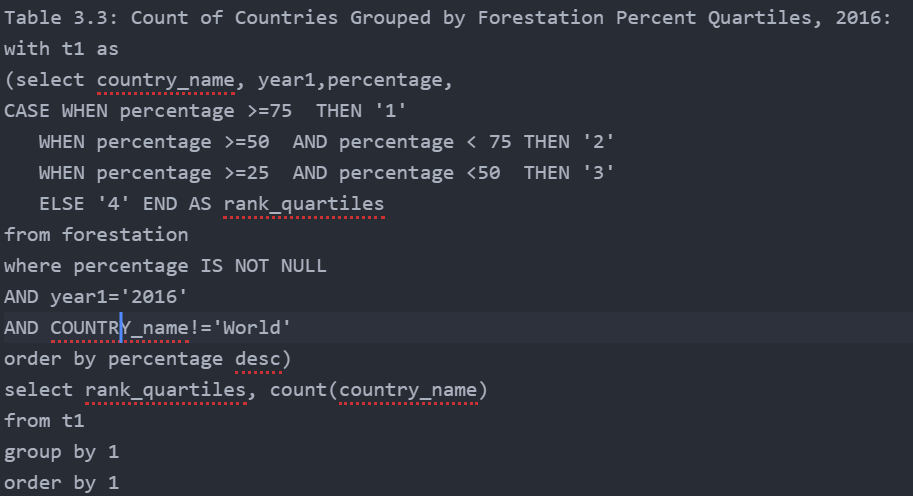 Table 3.3: Count of Countries Grouped by Forestation Percent Quartiles, 2016:
with t1 as
(select country_name, year1,percentage,
CASE WHEN percentage >=75  THEN '1'
   WHEN percentage >=50  AND percentage < 75 THEN '2'
   WHEN percentage >=25  AND percentage <50  THEN '3'
   ELSE '4' END AS rank_quartiles
from forestation
where percentage IS NOT NULL
AND year1='2016'
AND COUNTRY_name!='World'
order by percentage desc)
select rank_quartiles, count(country_name)
from t1
group by 1
order by 1